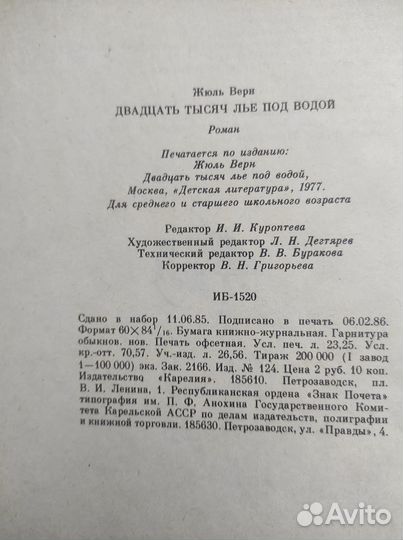 Жюль Верн
ДВАДЦАТЬ ТЫСЯЧ ЛЬЕ ПОД ВОДОЙ
Роман
Печатается по изданию:
Жюль Верн
Двадцать тысяч лье под водой,
Москва, «Детская литература», 1977.
Для среднего и старшего школьного возраста
Редактор И. И. Куроптева
Художественный редактор Л. Н. Дегтярев
Технический редактор В. В. Буракова
Корректор В. Н. Григорьева
ИБ-1520
Сдано в набор 11.06.85. Подписано в печать 06.02.86.
Формат 60×84 1/16. Бумага книжно-журнальная. Гарнитура
обыкнов. нов. Печать офсетная. Усл. печ. л. 23,25. Усл.
кр.-отт. 70,57. Уч.-изд. л. 26,56. Тираж 200 000 (I завод
1—100 000) экз. Зак. 2166. Изд. № 124. Цена 2 руб. 10 коп.
Издательство «Карелия». 185610. Петрозаводск, пл.
В. И. Ленина, 1. Республиканская ордена «Знак Почета»
типография им. П. Ф. Анохина Государственного Комите-
та Карельской АССР по делам издательств, полиграфии
и книжной торговли. 185630. Петрозаводск, ул. «Правды», 4.
Avito